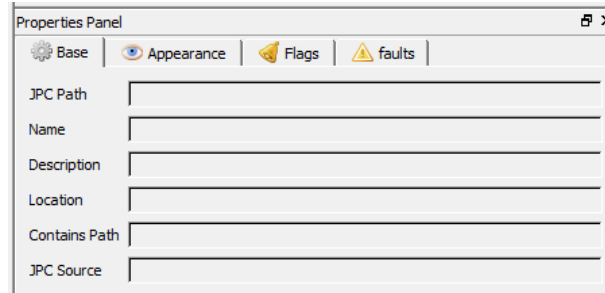 Properties Panel
Base Appearance Flags faults
JPC Path
Name
Description
Location
Contains Path
JPC Source